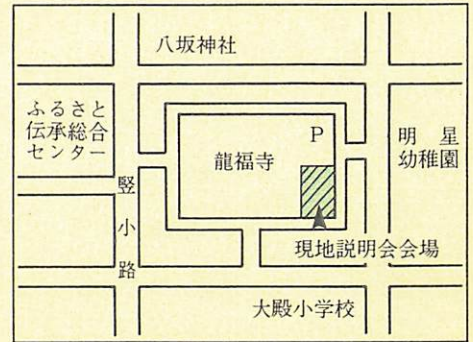 八坂神社
ふるさと
伝承総合
センター
P
龍福寺
明星
幼稚園
竪小路
現地説明会会場
大殿小学校